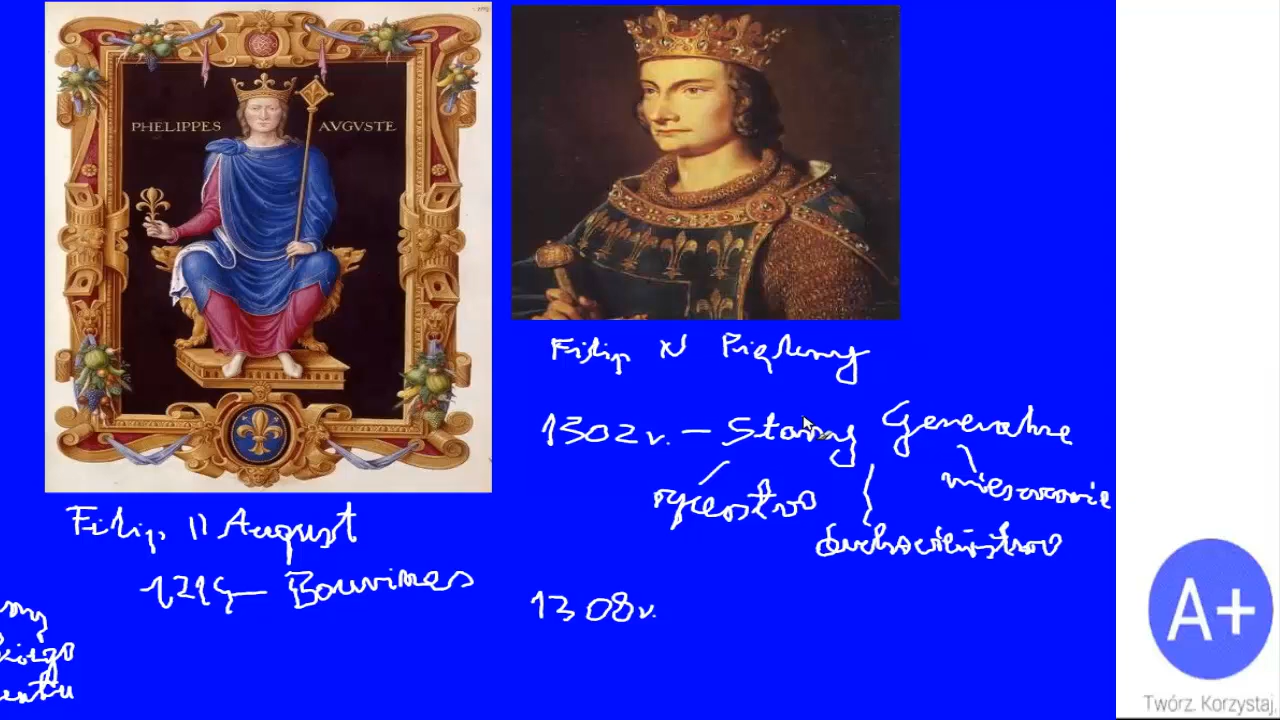 PHELIPPES AVGVSTE
Filip II August
1214 – Bouvines
Filip IV Piękny
1302 r. – Stany Generalne
rycerstwo
mieszczanie
duchowieństwo
1308 r.
A+
Twórz. Korzystaj.